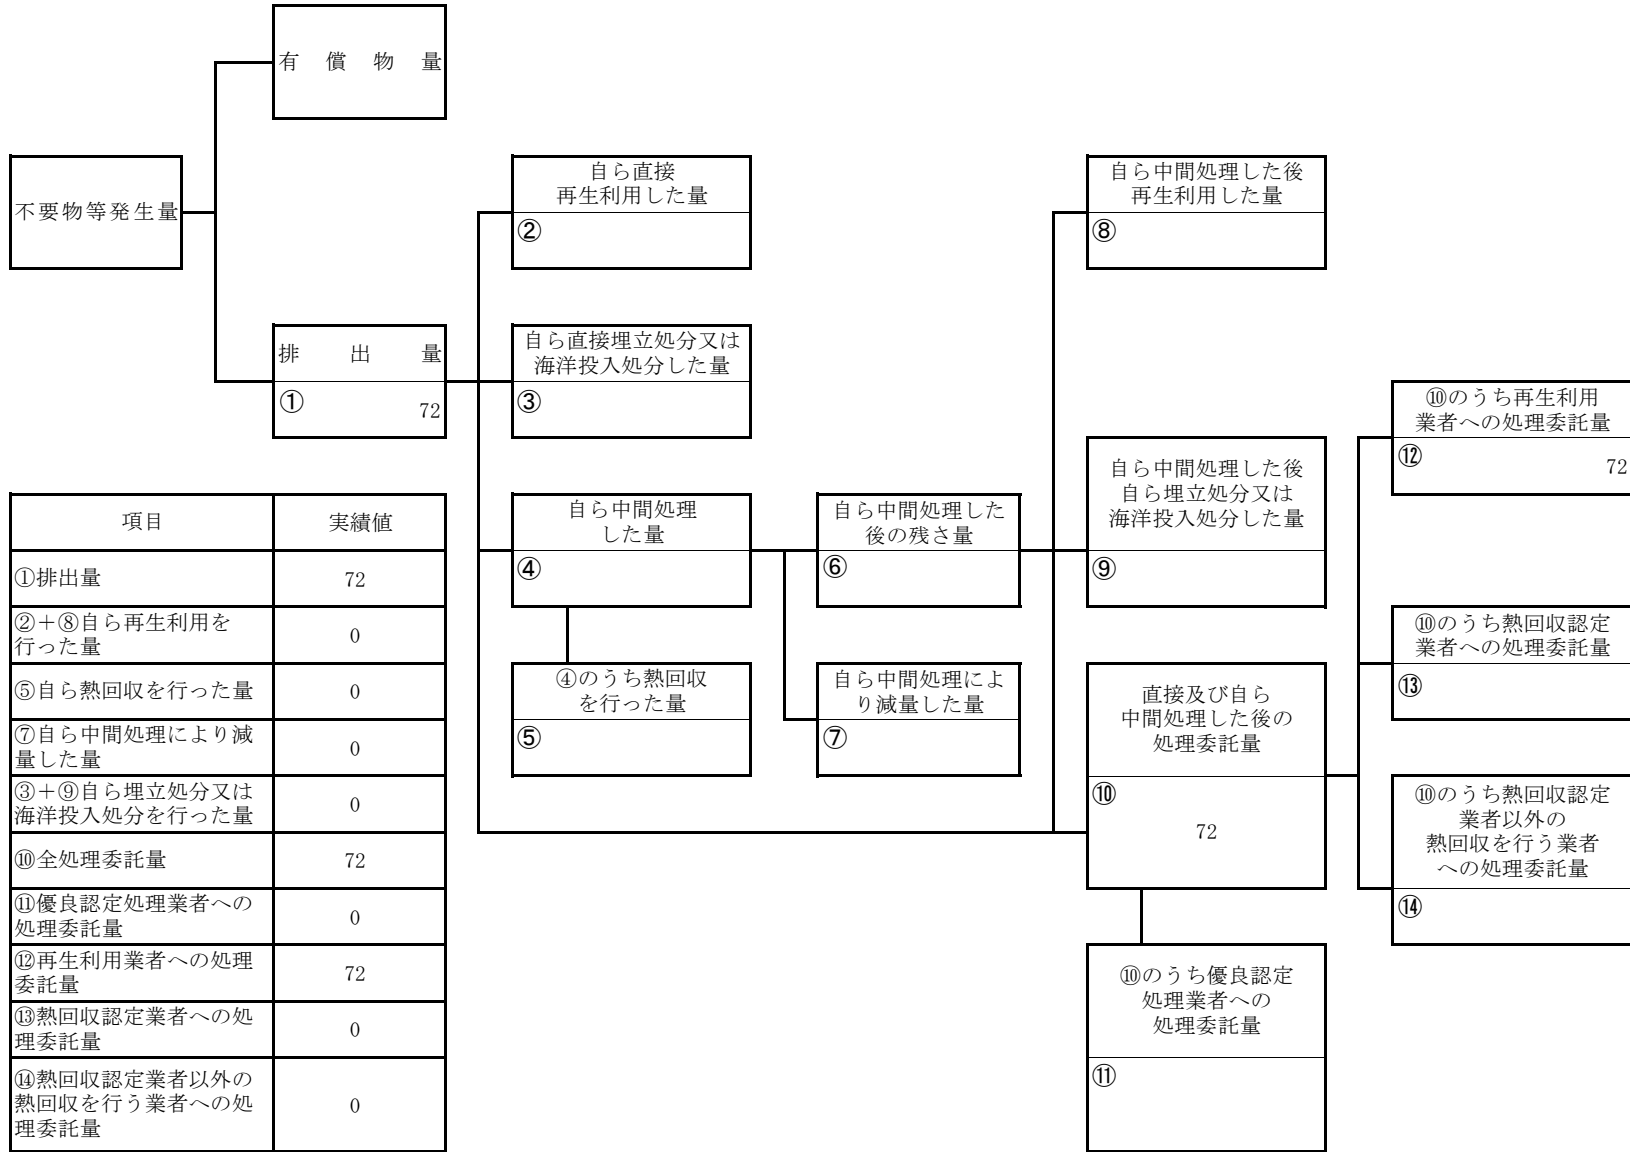 有償物量
不要物等発生量
排出量
①
72
自ら直接
再生利用した量
②
自ら直接埋立処分又は
海洋投入処分した量
③
自ら中間処理
した量
④
④のうち熱回収
を行った量
⑤
自ら中間処理した
後の残さ量
⑥
自ら中間処理によ
り減量した量
⑦
自ら中間処理した後
再生利用した量
⑧
自ら中間処理した後
自ら埋立処分又は
海洋投入処分した量
⑨
直接及び自ら
中間処理した後の
処理委託量
⑩
72
⑩のうち優良認定
処理業者への
処理委託量
⑪
⑩のうち再生利用
業者への処理委託量
⑫
72
⑩のうち熱回収認定
業者への処理委託量
⑬
⑩のうち熱回収認定
業者以外の
熱回収を行う業者
への処理委託量
⑭
項目 実績値
①排出量 72
②＋⑧自ら再生利用を
行った量 0
⑤自ら熱回収を行った量 0
⑦自ら中間処理により減
量した量 0
③＋⑨自ら埋立処分又は
海洋投入処分を行った量 0
⑩全処理委託量 72
⑪優良認定処理業者への
処理委託量 0
⑫再生利用業者への処理
委託量 72
⑬熱回収認定業者への処
理委託量 0
⑭熱回収認定業者以外の
熱回収を行う業者への処
理委託量 0